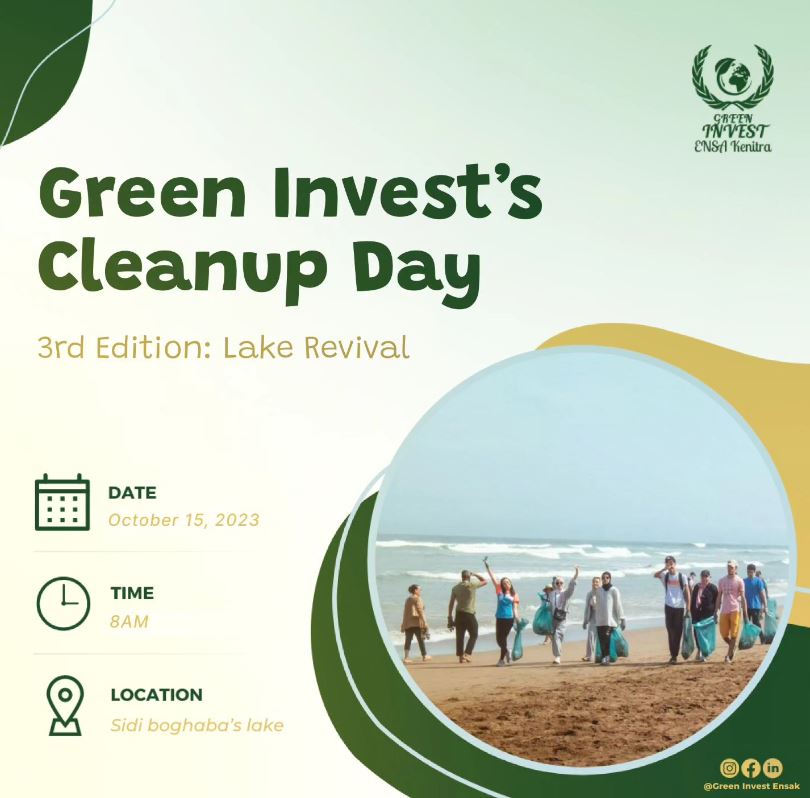 GREEN
INVEST
ENSA Kenitra
Green Invest's
Cleanup Day
3rd Edition: Lake Revival
DATE
October 15, 2023
TIME
8AM
LOCATION
Sidi boghaba's lake
@Green Invest Ensak